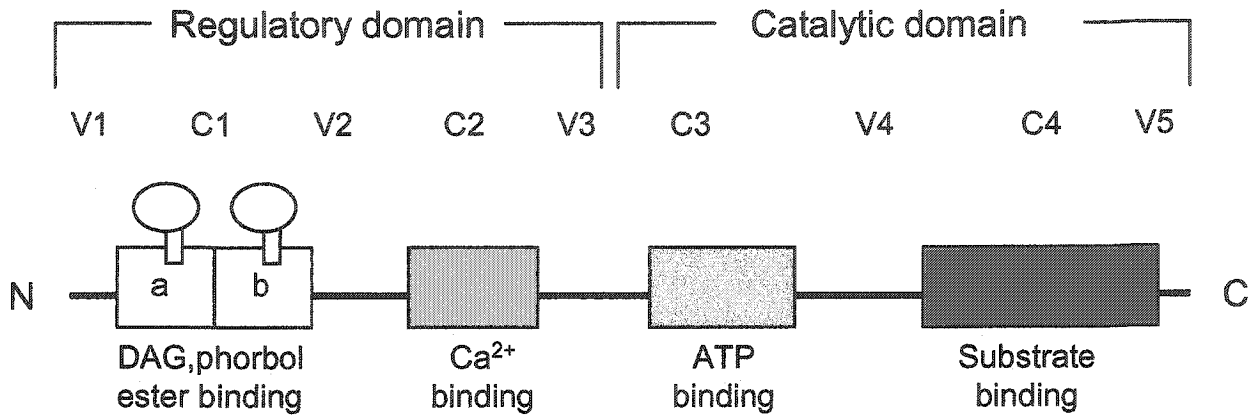 Regulatory domain Catalytic domain
V1 C1 V2 C2 V3 C3 V4 C4 V5
N a b C
DAG,phorbol Ca²⁺ ATP Substrate
ester binding binding binding binding